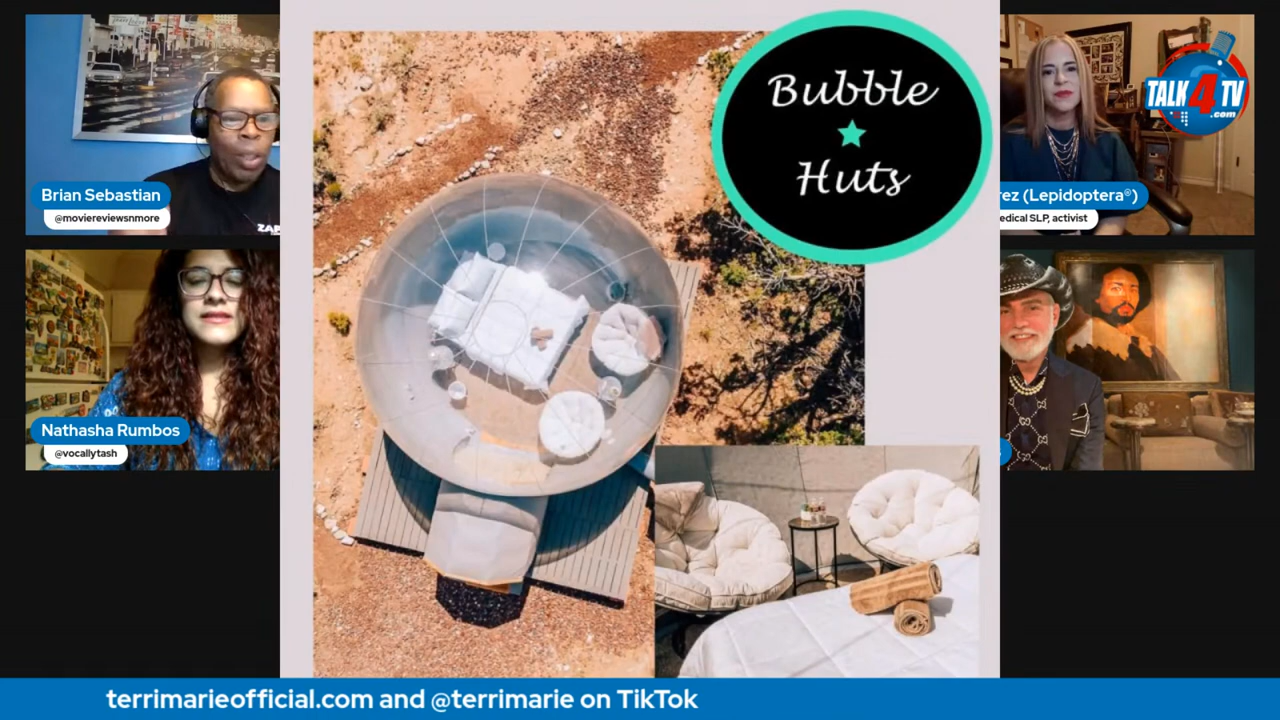 Brian Sebastian
@moviereviewsnmore
Nathasha Rumbos
@vocallytash
Bubble
Huts
TALK4TV
.com
rez (Lepidoptera®)
edical SLP, activist
terrimarieofficial.com and @terrimarie on TikTok